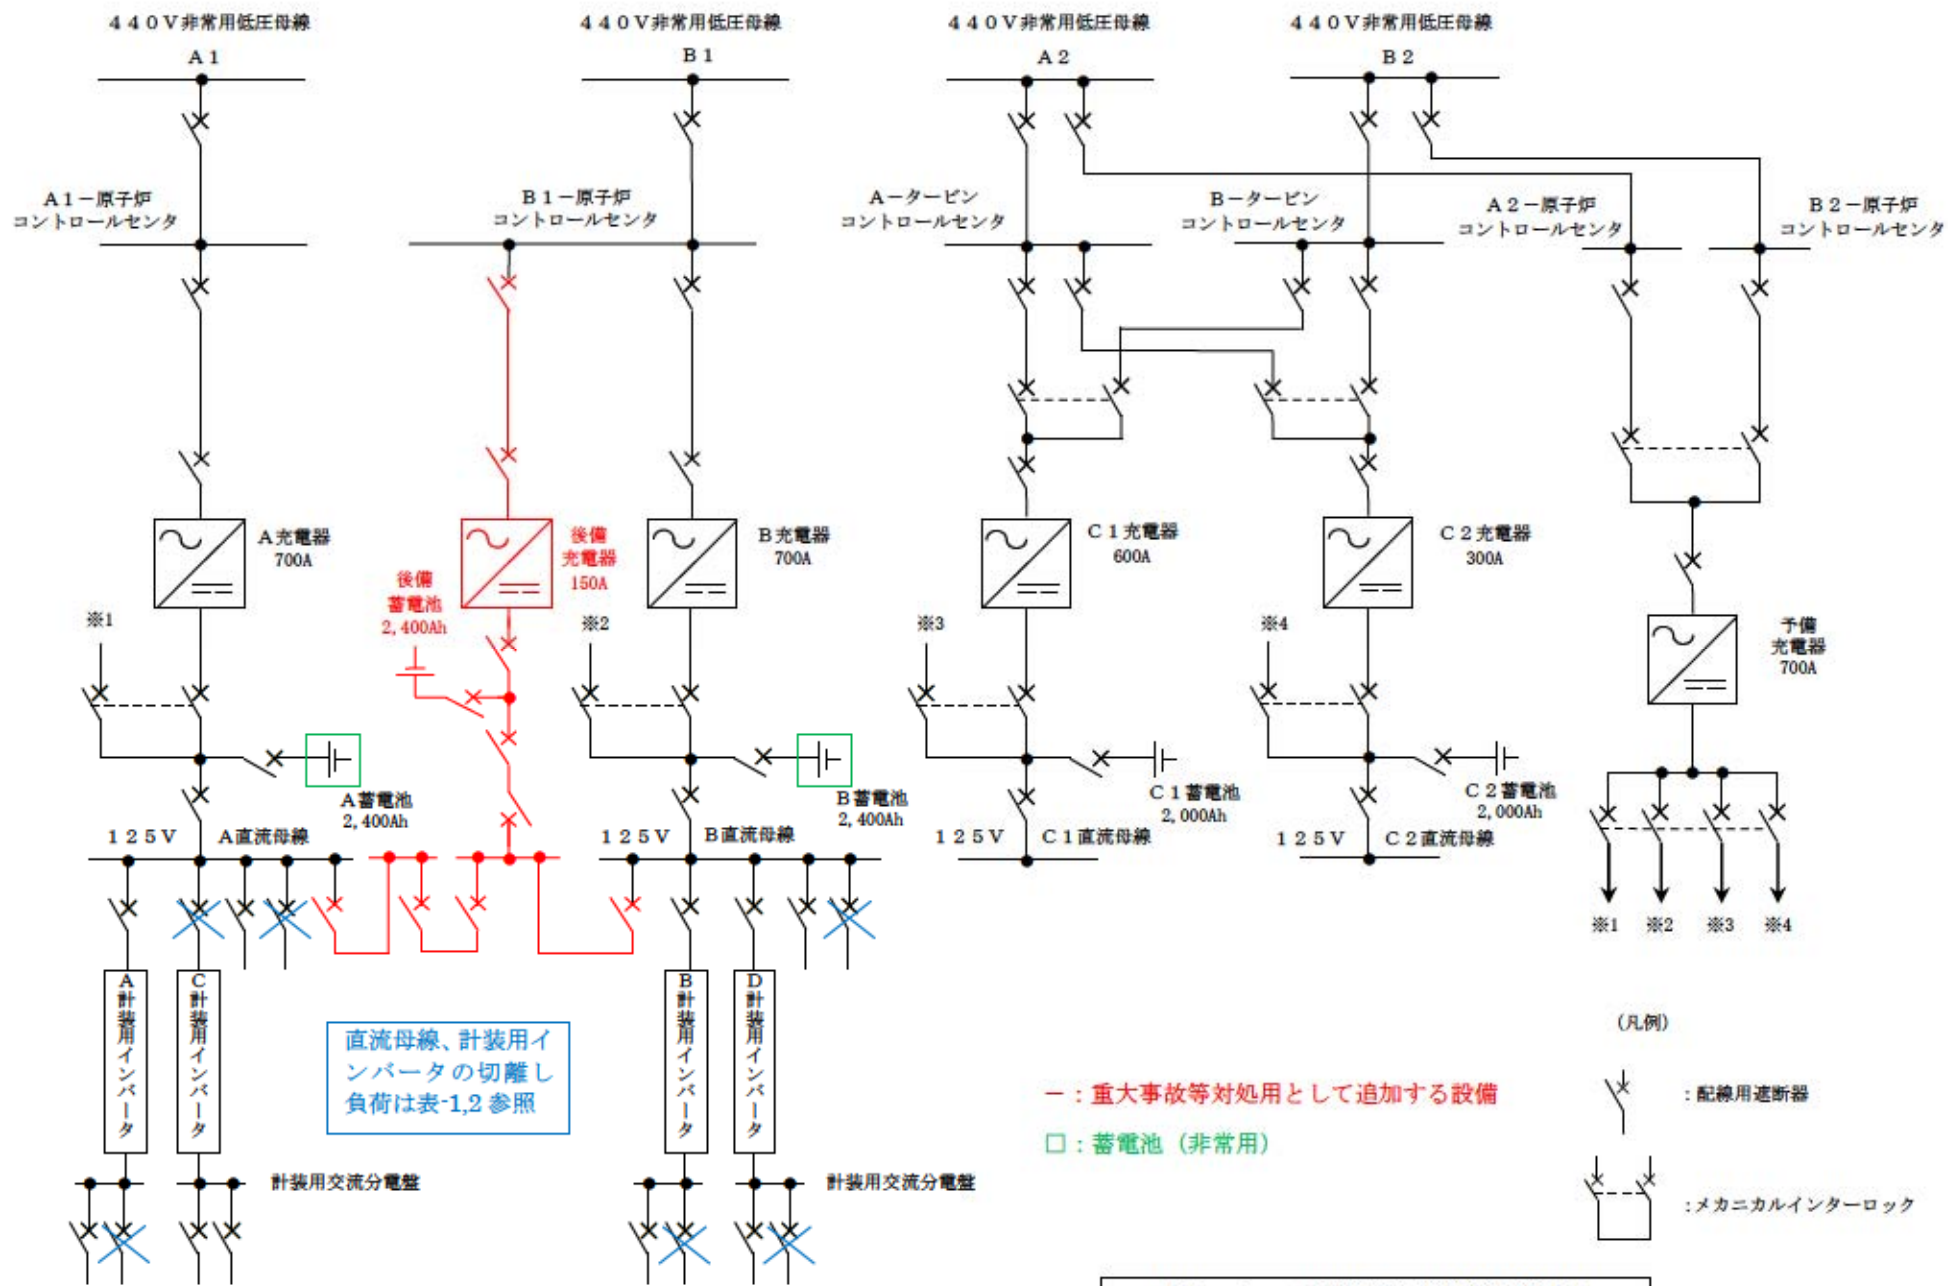 440V非常用低圧母線
A1
440V非常用低圧母線
B1
440V非常用低圧母線
A2
440V非常用低圧母線
B2
A1－原子炉
コントロールセンタ
B1－原子炉
コントロールセンタ
A－タービン
コントロールセンタ
B－タービン
コントロールセンタ
A2－原子炉
コントロールセンタ
B2－原子炉
コントロールセンタ
A充電器
700A
後備
充電器
150A
後備
蓄電池
2,400Ah
B充電器
700A
C1充電器
600A
C2充電器
300A
予備
充電器
700A
※1
※2
※3
※4
A蓄電池
2,400Ah
B蓄電池
2,400Ah
C1蓄電池
2,000Ah
C2蓄電池
2,000Ah
125V
A直流母線
125V
B直流母線
125V
C1直流母線
125V
C2直流母線
※1
※2
※3
※4
A計装用インバータ
C計装用インバータ
B計装用インバータ
D計装用インバータ
直流母線、計装用イ
ンバータの切離し
負荷は表-1,2参照
計装用交流分電盤
計装用交流分電盤
－：重大事故等対処用として追加する設備
□：蓄電池（非常用）
（凡例）
：配線用遮断器
：メカニカルインターロック